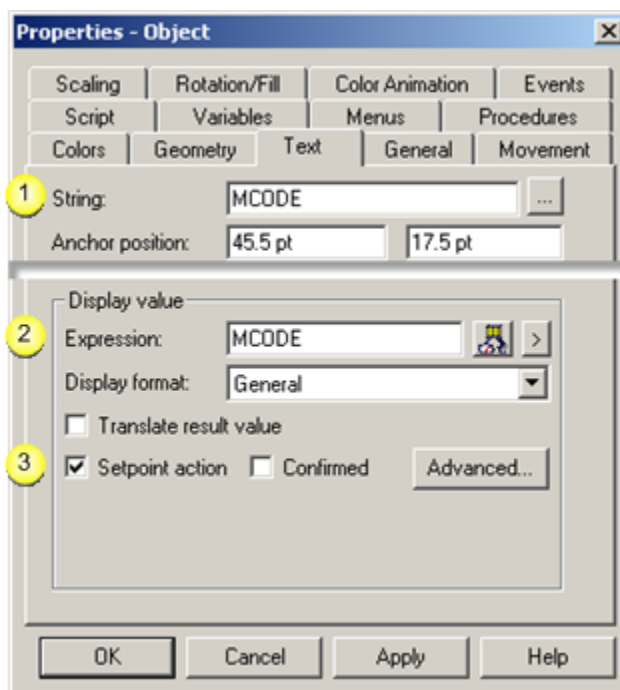 Properties - Object
Scaling Rotation/Fill Color Animation Events
Script Variables Menus Procedures
Colors Geometry Text General Movement
1 String: MCODE ...
Anchor position: 45.5 pt 17.5 pt
Display value
2 Expression: MCODE >
Display format: General
Translate result value
3 Setpoint action Confirmed Advanced...
OK Cancel Apply Help